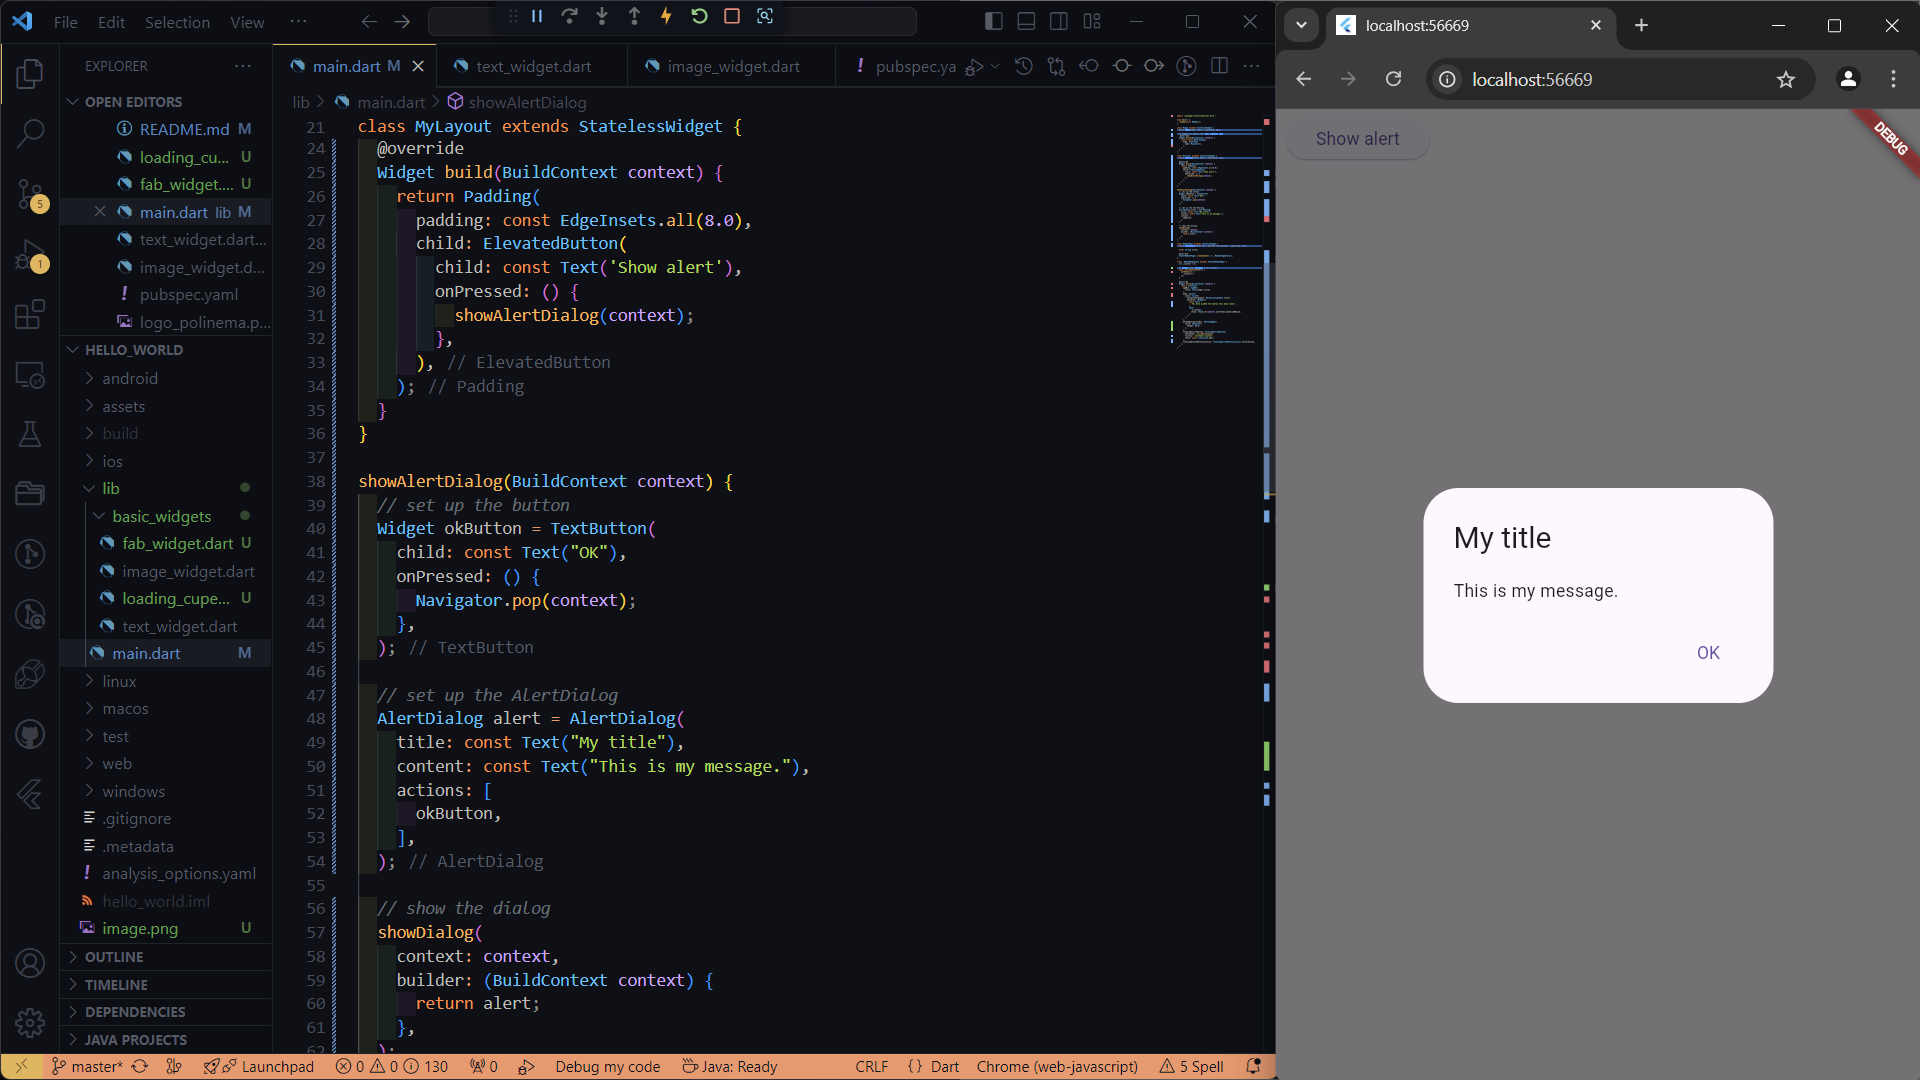 File Edit Selection View ···
EXPLORER
OPEN EDITORS
README.md M
loading_cu... U
fab_widget.... U
main.dart lib M
text_widget.dart...
image_widget.d...
pubspec.yaml
logo_polinema.p...
HELLO_WORLD
android
assets
build
ios
lib
basic_widgets
fab_widget.dart U
image_widget.dart
loading_cupe... U
text_widget.dart
main.dart M
linux
macos
test
web
windows
.gitignore
.metadata
analysis_options.yaml
hello_world.iml
image.png U
OUTLINE
TIMELINE
DEPENDENCIES
JAVA PROJECTS
5
1
main.dart M
text_widget.dart
image_widget.dart
pubspec.ya
lib > main.dart > showAlertDialog
21 class MyLayout extends StatelessWidget {
24 @override
25 Widget build(BuildContext context) {
26 return Padding(
27 padding: const EdgeInsets.all(8.0),
28 child: ElevatedButton(
29 child: const Text('Show alert'),
30 onPressed: () {
31 showAlertDialog(context);
32 },
33 ), // ElevatedButton
34 ); // Padding
35 }
36 }
37
38 showAlertDialog(BuildContext context) {
39 // set up the button
40 Widget okButton = TextButton(
41 child: const Text("OK"),
42 onPressed: () {
43 Navigator.pop(context);
44 },
45 ); // TextButton
46
47 // set up the AlertDialog
48 AlertDialog alert = AlertDialog(
49 title: const Text("My title"),
50 content: const Text("This is my message."),
51 actions: [
52 okButton,
53 ],
54 ); // AlertDialog
55
56 // show the dialog
57 showDialog(
58 context: context,
59 builder: (BuildContext context) {
60 return alert;
61 },
62 );
master* Launchpad 0 0 130 0 Debug my code Java: Ready CRLF {} Dart Chrome (web-javascript) 5 Spell
localhost:56669
localhost:56669
Show alert
DEBUG
My title
This is my message.
OK